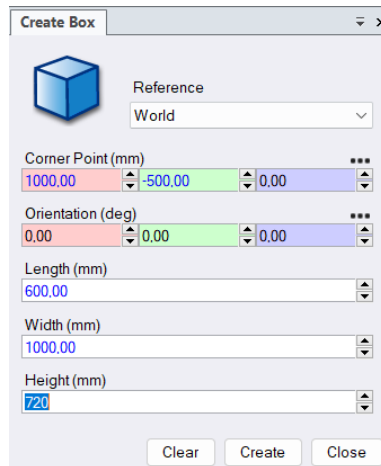 Create Box
Reference
World
Corner Point (mm)
1000,00 -500,00 0,00
Orientation (deg)
0,00 0,00 0,00
Length (mm)
600,00
Width (mm)
1000,00
Height (mm)
720
Clear Create Close